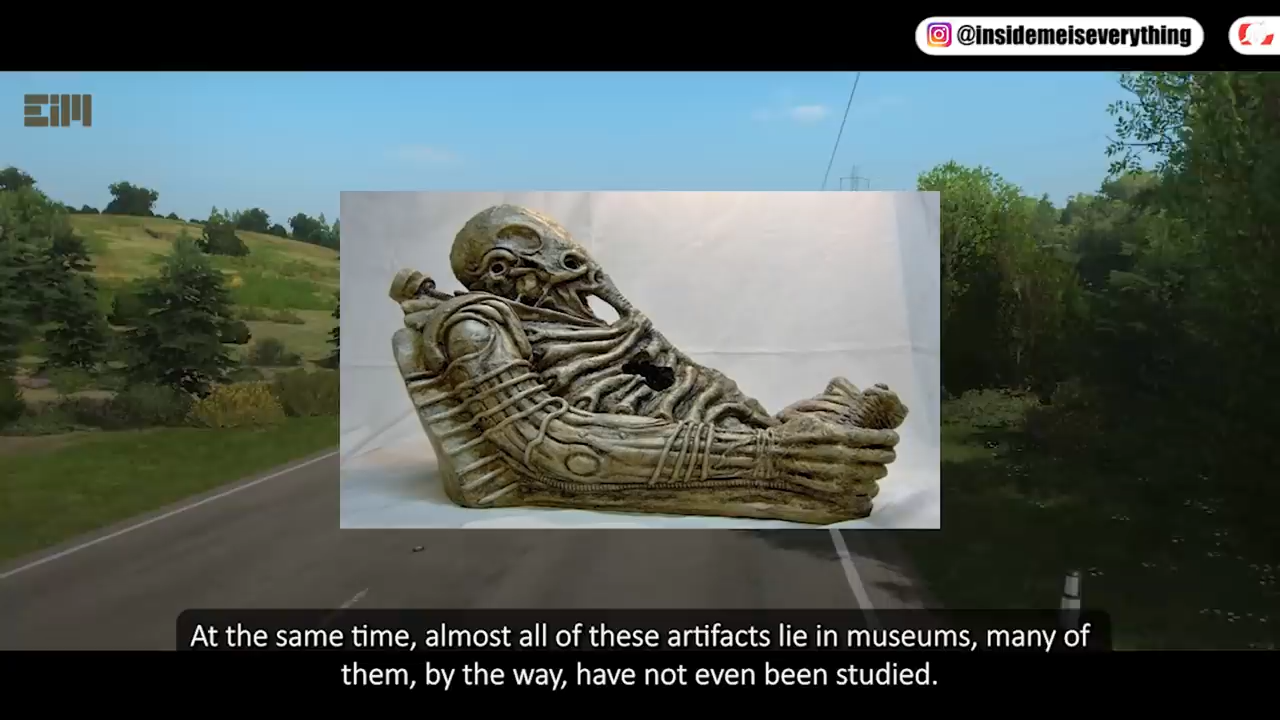 @insidemeiseverything
EIM
At the same time, almost all of these artifacts lie in museums, many of
them, by the way, have not even been studied.